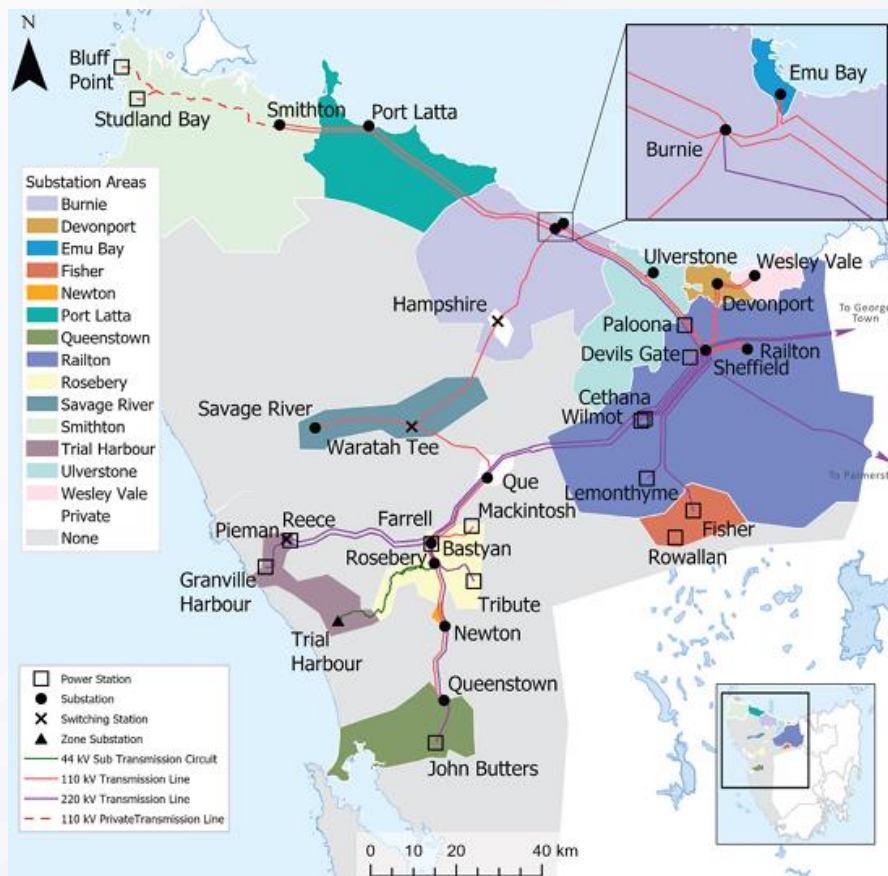 N
Bluff
Point
Studland Bay
Smithton
Port Latta
Emu Bay
Burnie
Substation Areas
Burnie
Devonport
Emu Bay
Fisher
Newton
Port Latta
Queenstown
Railton
Rosebery
Savage River
Smithton
Trial Harbour
Ulverstone
Wesley Vale
Private
None
Ulverstone
Wesley Vale
Hampshire
Devonport
To George
Town
Paloona
Devils Gate
Railton
Sheffield
Cethana
Wilmot
Savage River
Waratah Tee
To Palmerst
Que
Lemonthyme
Mackintosh
Fisher
Pieman
Reece
Farrell
Rosebery
Bastyan
Rowallan
Granville
Harbour
Tribute
Trial
Harbour
Newton
Queenstown
John Butters
Power Station
Substation
Switching Station
Zone Substation
44 kV Sub Transmission Circuit
110 kV Transmission Line
220 kV Transmission Line
110 kV PrivateTransmission Line
0 10 20 40 km